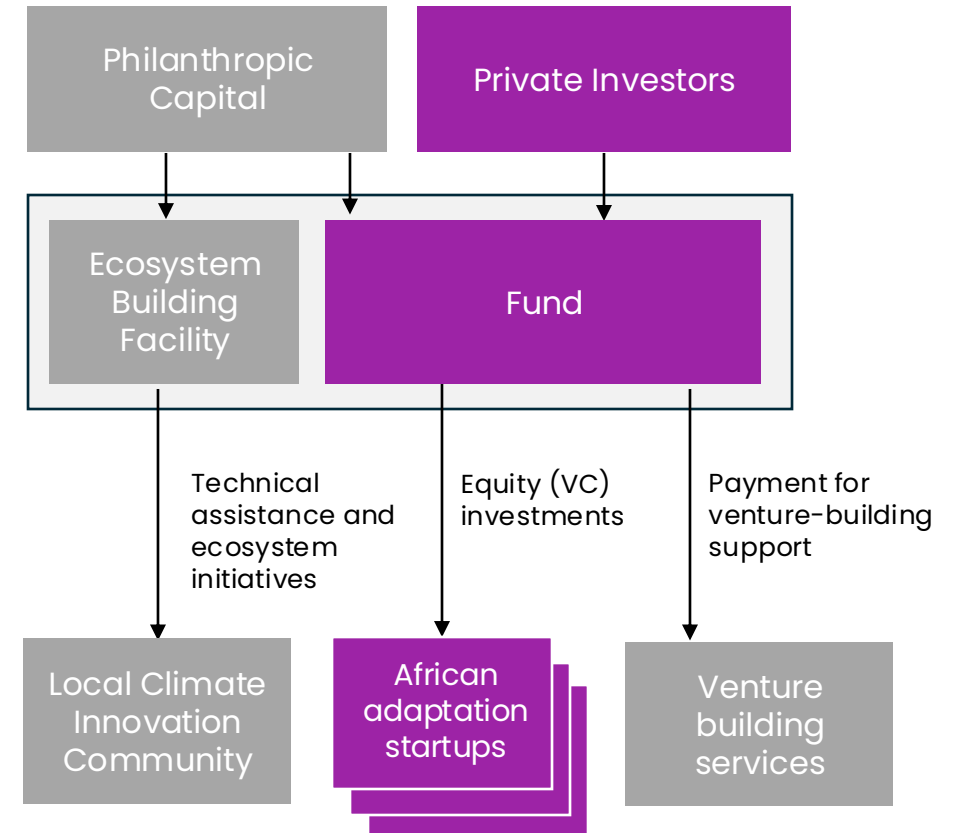 Philanthropic
Capital
Private Investors
Ecosystem
Building
Facility
Fund
Technical
assistance and
ecosystem
initiatives
Equity (VC)
investments
Payment for
venture-building
support
Local Climate
Innovation
Community
African
adaptation
startups
Venture
building
services